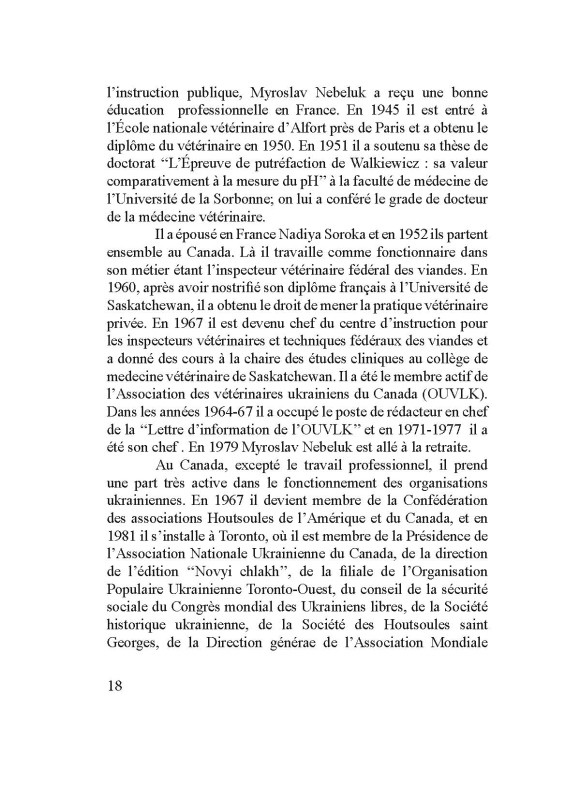 l’instruction publique, Myroslav Nebeluk a reçu une bonne
éducation professionnelle en France. En 1945 il est entré à
l’École nationale vétérinaire d’Alfort près de Paris et a obtenu le
diplôme du vétérinaire en 1950. En 1951 il a soutenu sa thèse de
doctorat “L’Épreuve de putréfaction de Walkiewicz : sa valeur
comparativement à la mesure du pH” à la faculté de médecine de
l’Université de la Sorbonne; on lui a conféré le grade de docteur
de la médecine vétérinaire.
Il a épousé en France Nadiya Soroka et en 1952 ils partent
ensemble au Canada. Là il travaille comme fonctionnaire dans
son métier étant l’inspecteur vétérinaire fédéral des viandes. En
1960, après avoir nostrifié son diplôme français à l’Université de
Saskatchewan, il a obtenu le droit de mener la pratique vétérinaire
privée. En 1967 il est devenu chef du centre d’instruction pour
les inspecteurs vétérinaires et techniques fédéraux des viandes et
a donné des cours à la chaire des études cliniques au collège de
medecine vétérinaire de Saskatchewan. Il a été le membre actif de
l’Association des vétérinaires ukrainiens du Canada (OUVLK).
Dans les années 1964-67 il a occupé le poste de rédacteur en chef
de la “Lettre d’information de l’OUVLK” et en 1971-1977 il a
été son chef . En 1979 Myroslav Nebeluk est allé à la retraite.
Au Canada, excepté le travail professionnel, il prend
une part très active dans le fonctionnement des organisations
ukrainiennes. En 1967 il devient membre de la Confédération
des associations Houtsoules de l’Amérique et du Canada, et en
1981 il s’installe à Toronto, où il est membre de la Présidence de
l’Association Nationale Ukrainienne du Canada, de la direction
de l’édition “Novyi chlakh”, de la filiale de l’Organisation
Populaire Ukrainienne Toronto-Ouest, du conseil de la sécurité
sociale du Congrès mondial des Ukrainiens libres, de la Société
historique ukrainienne, de la Société des Houtsoules saint
Georges, de la Direction générae de l’Association Mondiale
18